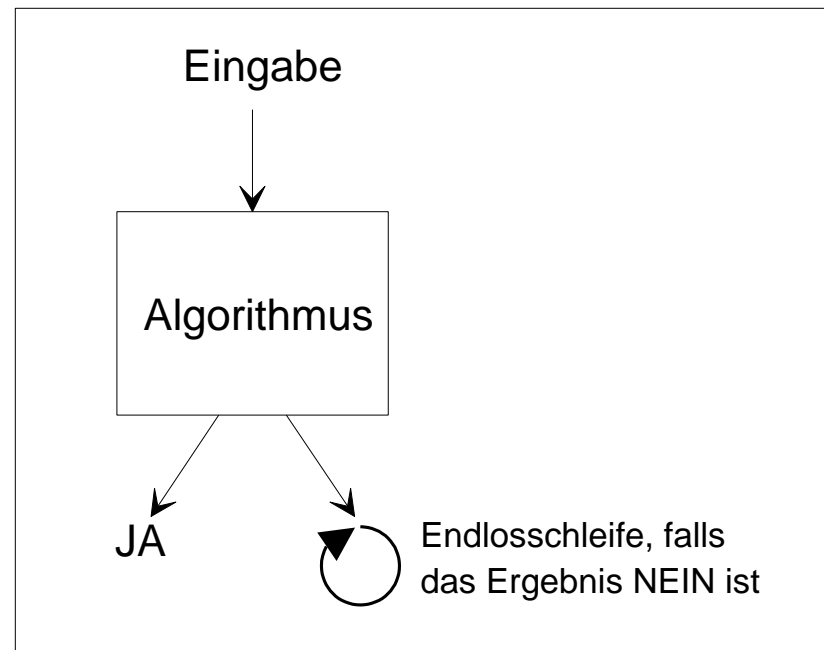 Eingabe
Algorithmus
JA
Endlosschleife, falls
das Ergebnis NEIN ist